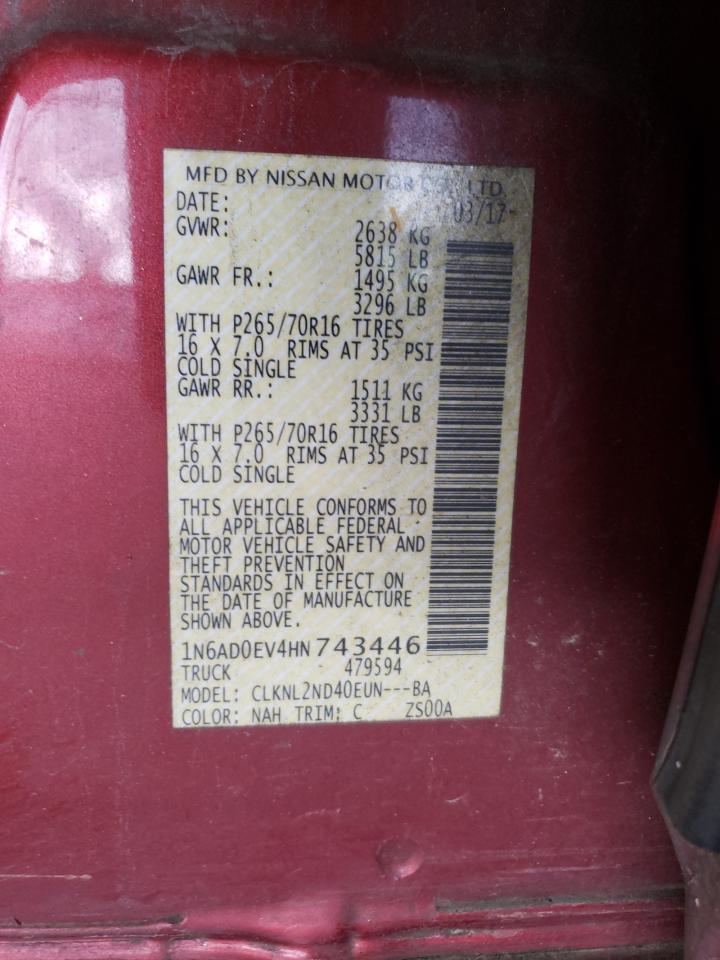 MFD BY NISSAN MOTOR CO., LTD.
DATE: 03/17
GVWR: 2638 KG
5815 LB
GAWR FR.: 1495 KG
3296 LB
WITH P265/70R16 TIRES
16 X 7.0 RIMS AT 35 PSI
COLD SINGLE
GAWR RR.: 1511 KG
3331 LB
WITH P265/70R16 TIRES
16 X 7.0 RIMS AT 35 PSI
COLD SINGLE
THIS VEHICLE CONFORMS TO
ALL APPLICABLE FEDERAL
MOTOR VEHICLE SAFETY AND
THEFT PREVENTION
STANDARDS IN EFFECT ON
THE DATE OF MANUFACTURE
SHOWN ABOVE.
1N6AD0EV4HN 743446
TRUCK 479594
MODEL: CLKNL2ND40EUN---BA
COLOR: NAH TRIM: C ZS00A